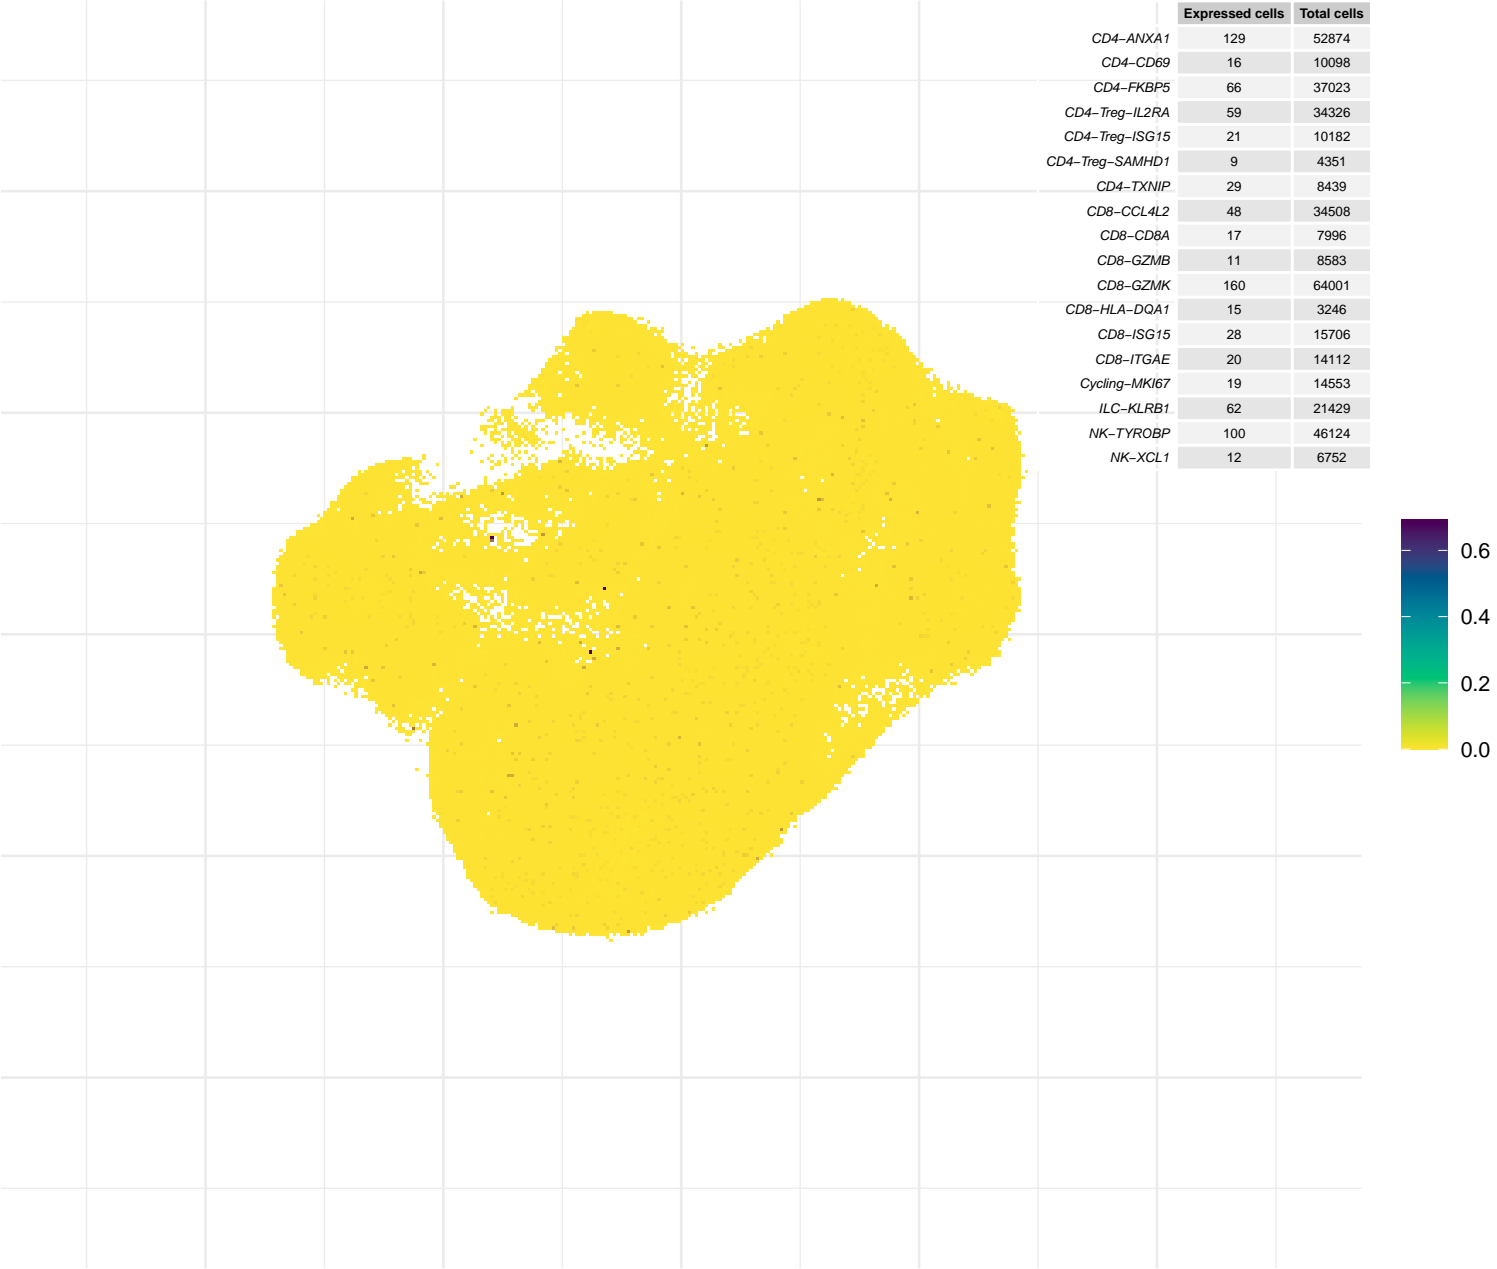 Expressed cells Total cells
CD4−ANXA1 129 52874
CD4−CD69 16 10098
CD4−FKBP5 66 37023
CD4−Treg−IL2RA 59 34326
CD4−Treg−ISG15 21 10182
CD4−Treg−SAMHD1 9 4351
CD4−TXNIP 29 8439
CD8−CCL4L2 48 34508
CD8−CD8A 17 7996
CD8−GZMB 11 8583
CD8−GZMK 160 64001
CD8−HLA−DQA1 15 3246
CD8−ISG15 28 15706
CD8−ITGAE 20 14112
Cycling−MKI67 19 14553
ILC−KLRB1 62 21429
NK−TYROBP 100 46124
NK−XCL1 12 6752
0.6
0.4
0.2
0.0